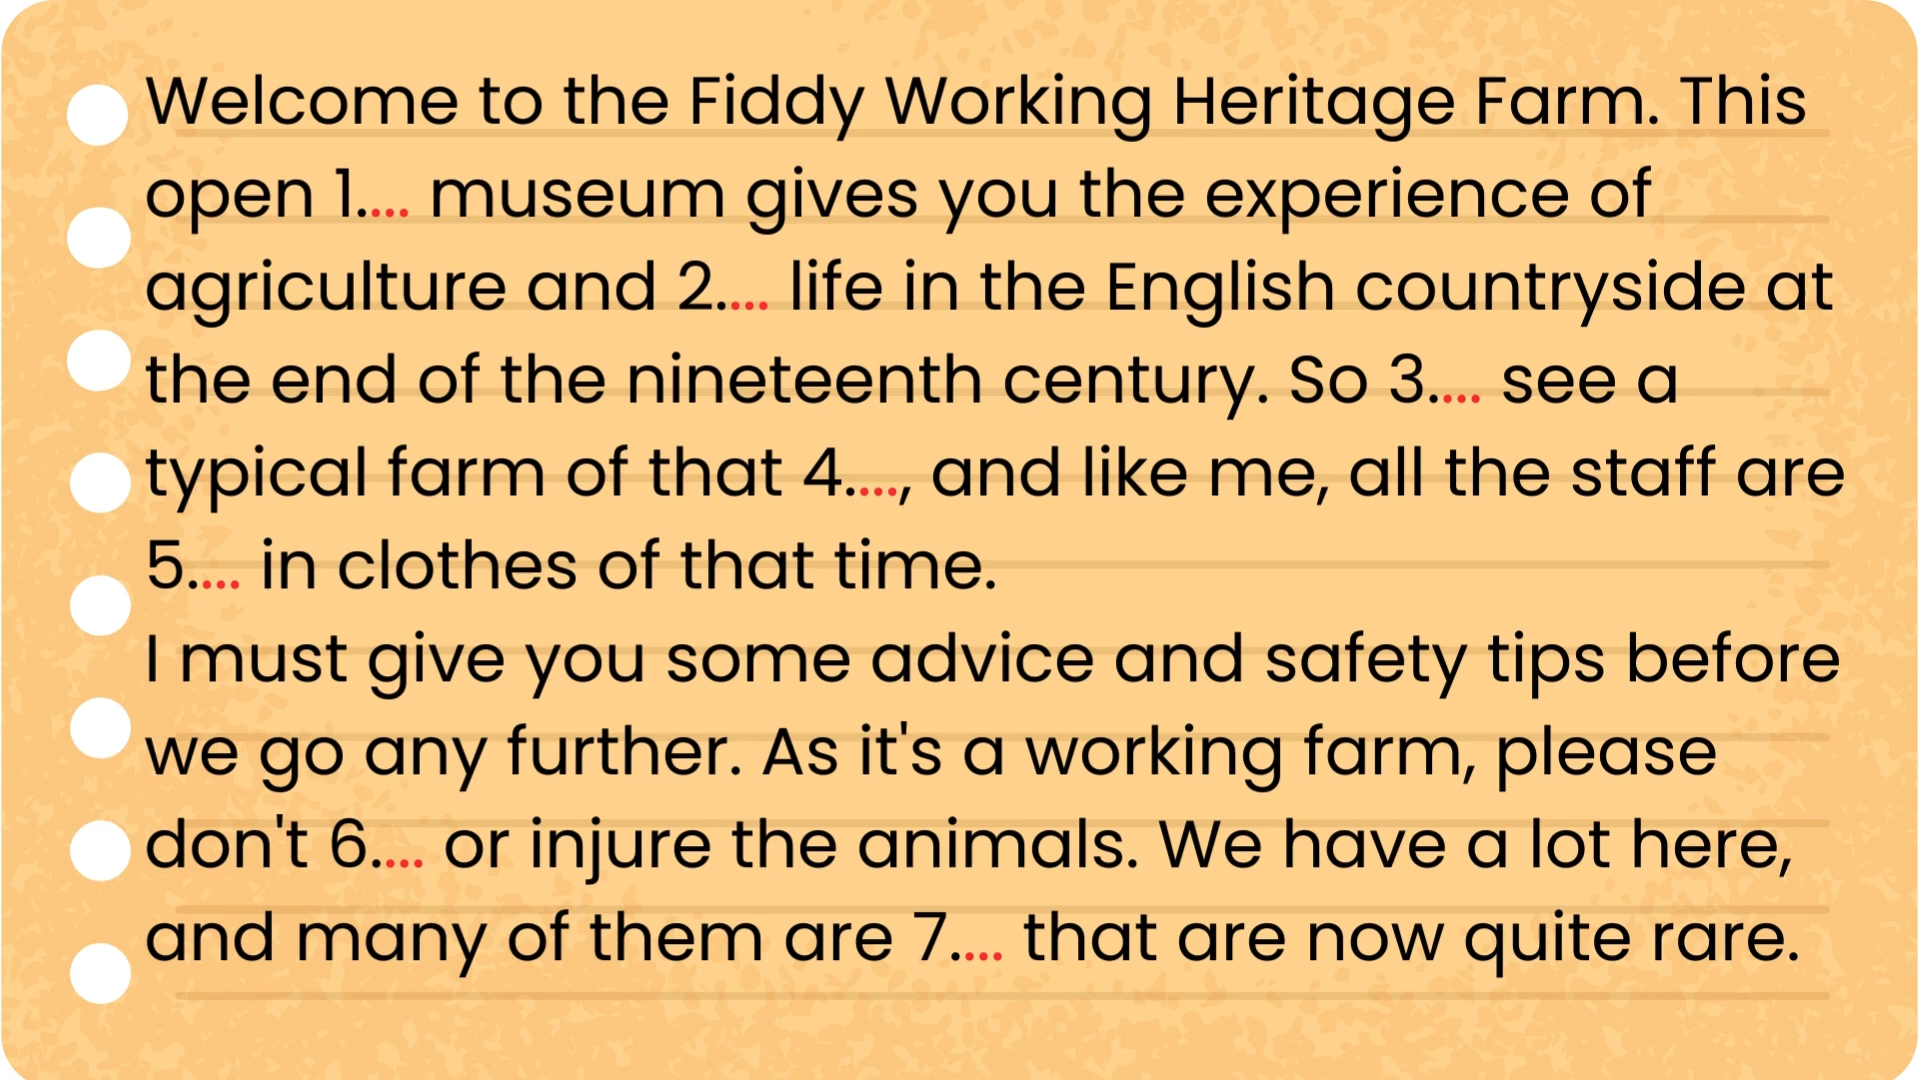 Welcome to the Fiddy Working Heritage Farm. This
open 1.... museum gives you the experience of
agriculture and 2.... life in the English countryside at
the end of the nineteenth century. So 3.... see a
typical farm of that 4...., and like me, all the staff are
5.... in clothes of that time.
I must give you some advice and safety tips before
we go any further. As it's a working farm, please
don't 6.... or injure the animals. We have a lot here,
and many of them are 7.... that are now quite rare.